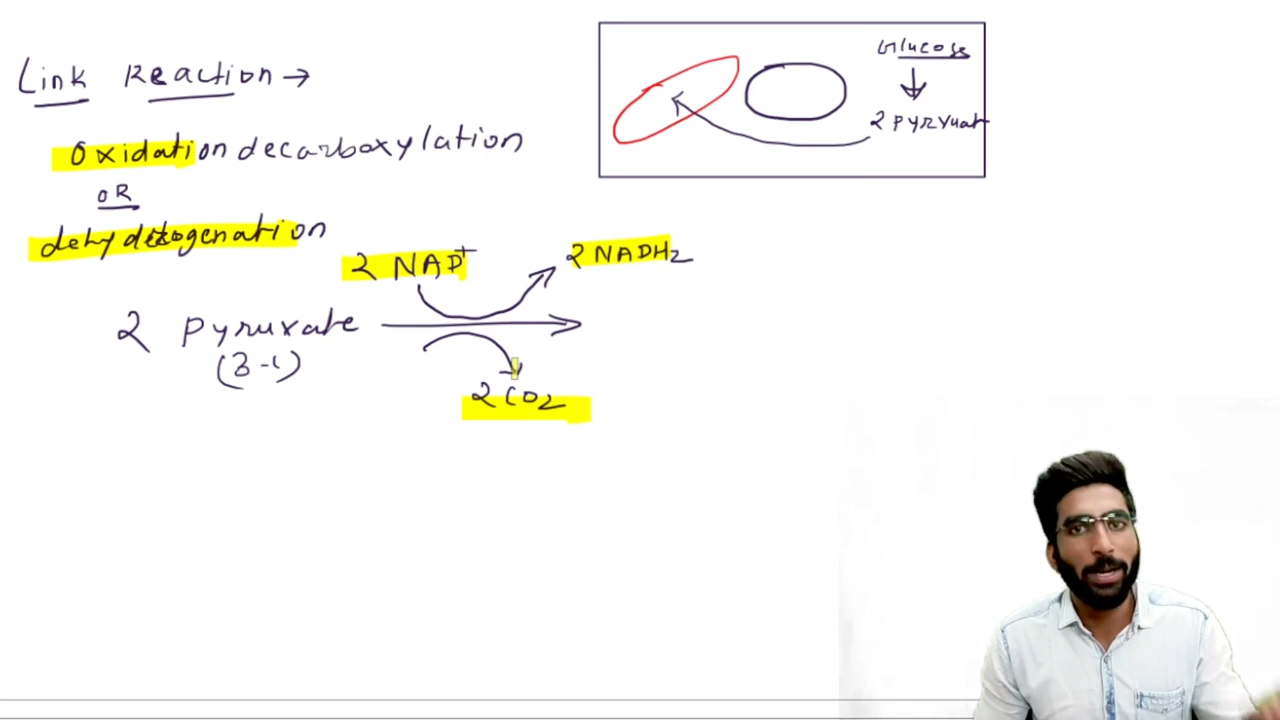 Link Reaction →
Oxidation decarboxylation
OR
dehydrogenation
2 NAD+
2 NADH2
2 Pyruvate
(3-C)
2 CO2
Glucose
2 Pyruvate